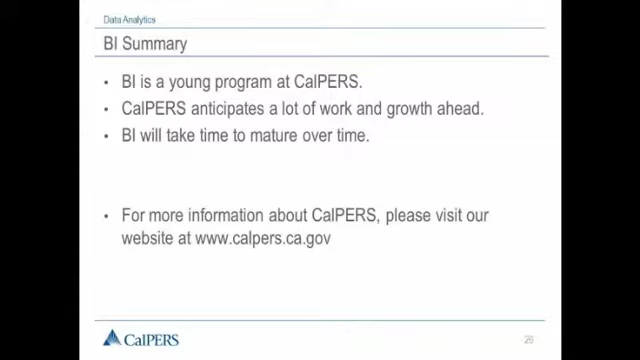 Data Analytics
BI Summary
• BI is a young program at CalPERS.
• CalPERS anticipates a lot of work and growth ahead.
• BI will take time to mature over time.
• For more information about CalPERS, please visit our
website at www.calpers.ca.gov
CalPERS